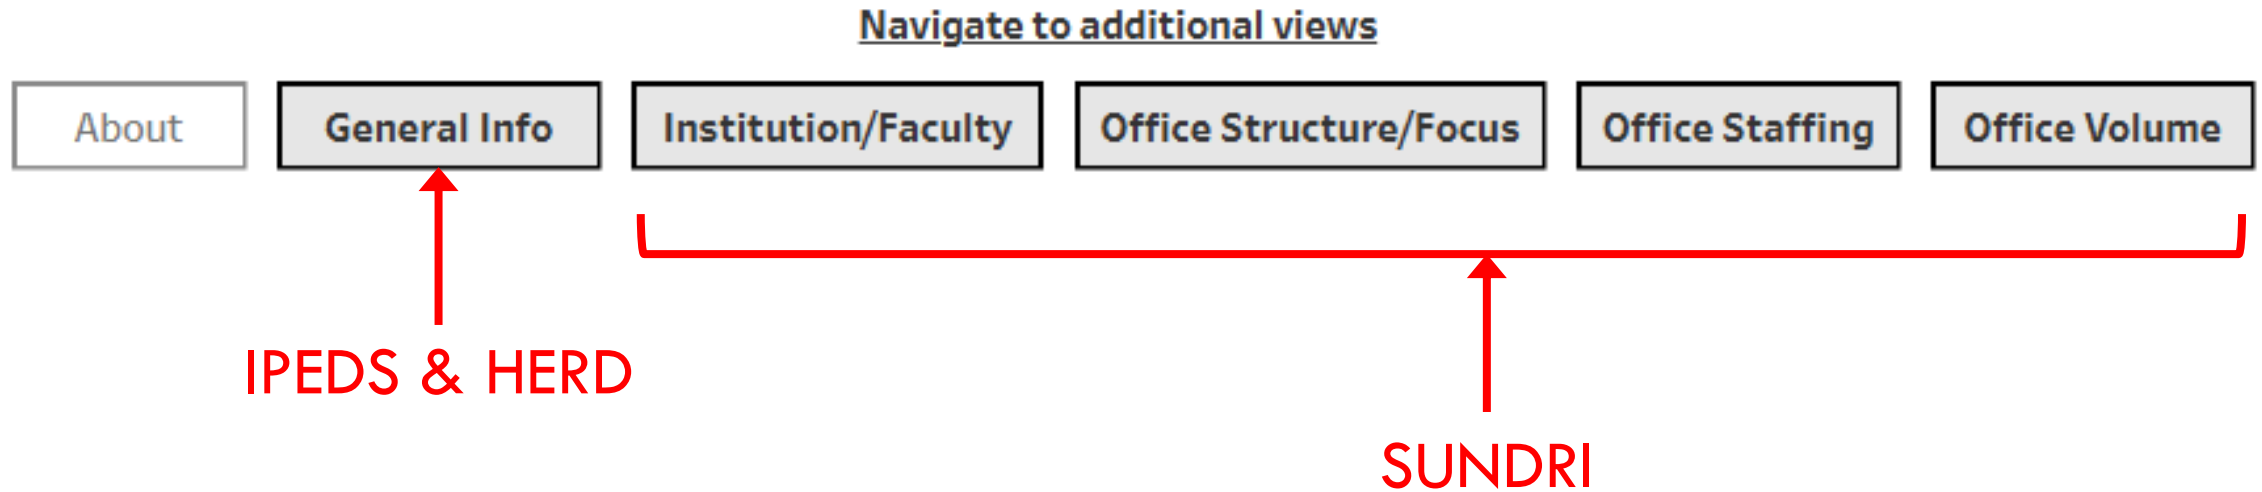 Navigate to additional views
About General Info Institution/Faculty Office Structure/Focus Office Staffing Office Volume
IPEDS & HERD
SUNDRI